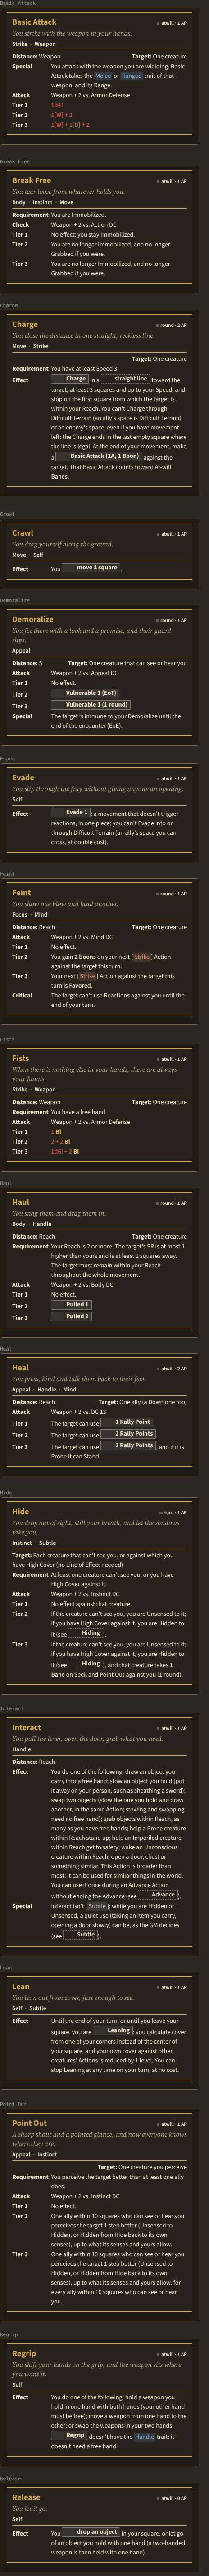 Basic Attack
Basic Attack
atwill · 1 AP
You strike with the weapon in your hands.
Strike · Weapon
Distance: Weapon Target: One creature
Special You attack with the weapon you are wielding. Basic
Attack takes the Melee or Ranged trait of that
weapon, and its Range.
Attack Weapon + 2 vs. Armor Defense
Tier 1 1d4!
Tier 2 1[W] + 2
Tier 3 1[W] + 1[D] + 2
Break Free
Break Free
atwill · 1 AP
You tear loose from whatever holds you.
Body · Instinct · Move
Requirement You are Immobilized.
Check Weapon + 2 vs. Action DC
Tier 1 No effect: you stay Immobilized.
Tier 2 You are no longer Immobilized, and no longer
Grabbed if you were.
Tier 3 You are no longer Immobilized, and no longer
Grabbed if you were.
Charge
Charge
round · 2 AP
You close the distance in one straight, reckless line.
Move · Strike
Target: One creature
Requirement You have at least Speed 3.
Effect Charge in a straight line toward the
target, at least 3 squares and up to your Speed, and
stop on the first square from which the target is
within your Reach. You can't Charge through
Difficult Terrain (an ally's space is Difficult Terrain)
or an enemy's space, even if you have movement
left: the Charge ends in the last empty square where
the line is legal. At the end of your movement, make
a Basic Attack (1A, 1 Boon) against the
target. That Basic Attack counts toward At will
Banes.
Crawl
Crawl
atwill · 1 AP
You drag yourself along the ground.
Move · Self
Effect You move 1 square.
Demoralize
Demoralize
round · 1 AP
You fix them with a look and a promise, and their guard
slips.
Appeal
Distance: 5 Target: One creature that can see or hear you
Attack Weapon + 2 vs. Appeal DC
Tier 1 No effect.
Tier 2 Vulnerable 1 (EoT)
Tier 3 Vulnerable 1 (1 round)
Special The target is immune to your Demoralize until the
end of the encounter (EoE).
Evade
Evade
atwill · 1 AP
You slip through the fray without giving anyone an opening.
Self
Effect Evade 1: a movement that doesn't trigger
reactions, in one piece; you can't Evade into or
through Difficult Terrain (an ally's space you can
cross, at double cost).
Feint
Feint
round · 1 AP
You show one blow and land another.
Focus · Mind
Distance: Reach Target: One creature
Attack Weapon + 2 vs. Mind DC
Tier 1 No effect.
Tier 2 You gain 2 Boons on your next [Strike] Action
against the target this turn.
Tier 3 Your next [Strike] Action against the target this
turn is Favored.
Critical The target can't use Reactions against you until the
end of your turn.
Fists
Fists
atwill · 1 AP
When there is nothing else in your hands, there are always
your hands.
Strike · Weapon
Distance: Weapon Target: One creature
Requirement You have a free hand.
Attack Weapon + 2 vs. Armor Defense
Tier 1 1 Bl
Tier 2 2 + 2 Bl
Tier 3 1d6! + 2 Bl
Haul
Haul
round · 1 AP
You snag them and drag them in.
Body · Handle
Distance: Reach Target: One creature
Requirement Your Reach is 2 or more. The target's SR is at most 1
higher than yours and is at least 2 squares away.
The target must remain within your Reach
throughout the whole movement.
Attack Weapon + 2 vs. Body DC
Tier 1 No effect.
Tier 2 Pulled 1
Tier 3 Pulled 2
Heal
Heal
atwill · 2 AP
You press, bind and talk them back to their feet.
Appeal · Handle · Mind
Distance: Reach Target: One ally (a Down one too)
Attack Weapon + 2 vs. DC 13
Tier 1 The target can use 1 Rally Point.
Tier 2 The target can use 2 Rally Points.
Tier 3 The target can use 2 Rally Points, and if it is
Prone it can Stand.
Hide
Hide
turn · 1 AP
You drop out of sight, still your breath, and let the shadows
take you.
Instinct · Subtle
Target: Each creature that can't see you, or against which you
have High Cover (no Line of Effect needed)
Requirement At least one creature can't see you, or you have
High Cover against it.
Attack Weapon + 2 vs. Instinct DC
Tier 1 No effect against that creature.
Tier 2 If the creature can't see you, you are Unsensed to it;
if you have High Cover against it, you are Hidden to
it (see Hiding).
Tier 3 If the creature can't see you, you are Unsensed to it;
if you have High Cover against it, you are Hidden to
it (see Hiding), and that creature takes 1
Bane on Seek and Point Out against you (1 round).
Interact
Interact
atwill · 1 AP
You pull the lever, open the door, grab what you need.
Handle
Distance: Reach
Effect You do one of the following: draw an object you
carry into a free hand; stow an object you hold (put
it away on your person, such as sheathing a sword);
swap two objects (stow the one you hold and draw
another, in the same Action; stowing and swapping
need no free hand); grab objects within Reach, as
many as you have free hands; help a Prone creature
within Reach stand up; help an Imperiled creature
within Reach get to safety; wake an Unconscious
creature within Reach; open a door, chest or
something similar. This Action is broader than
most: it can be used for similar things in this style.
You can use it once during an Advance Action
without ending the Advance (see Advance).
Special Interact isn't [Subtle]: while you are Hidden or
Unsensed, a quiet use (taking an item you carry,
opening a door slowly) can be, as the GM decides
(see Subtle).
Lean
Lean
atwill · 1 AP
You lean out from cover, just enough to see.
Self · Subtle
Effect Until the end of your turn, or until you leave your
square, you are Leaning: you calculate cover
from one of your corners instead of the center of
your square, and your own cover against other
creatures' Actions is reduced by 1 level. You can
stop Leaning at any time on your turn, at no cost.
Point Out
Point Out
atwill · 1 AP
A sharp shout and a pointed glance, and now everyone knows
where they are.
Appeal · Instinct
Target: One creature you perceive
Requirement You perceive the target better than at least one ally
does.
Attack Weapon + 2 vs. Instinct DC
Tier 1 No effect.
Tier 2 One ally within 10 squares who can see or hear you
perceives the target 1 step better (Unsensed to
Hidden, or Hidden from Hide back to its own
senses), up to what its senses and yours allow.
Tier 3 One ally within 10 squares who can see or hear you
perceives the target 1 step better (Unsensed to
Hidden, or Hidden from Hide back to its own
senses), up to what its senses and yours allow, for
every ally within 10 squares who can see or hear
you.
Regrip
Regrip
atwill · 1 AP
You shift your hands on the grip, and the weapon sits where
you want it.
Self
Effect You do one of the following: hold a weapon you
hold in one hand with both hands (your other hand
must be free); move a weapon from one hand to the
other; or swap the weapons in your two hands.
Regrip doesn't have the Handle trait: it
doesn't need a free hand.
Release
Release
atwill · 0 AP
You let it go.
Self
Effect You drop an object in your square, or let go
of an object you hold with one hand (a two-handed
weapon is then held with one hand).